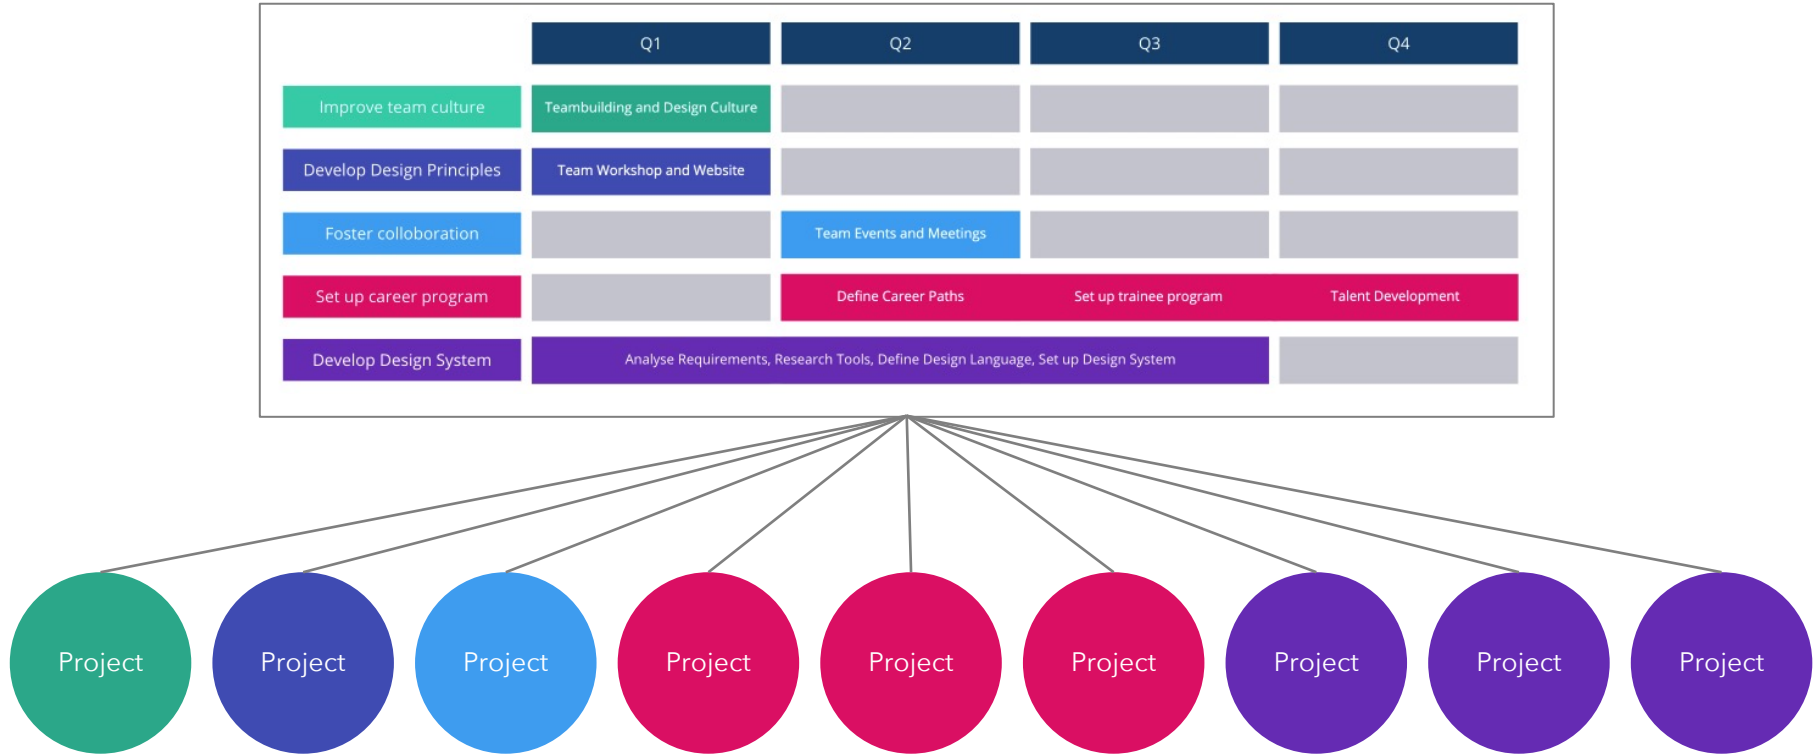 Q1 Q2 Q3 Q4
Improve team culture Teambuilding and Design Culture
Develop Design Principles Team Workshop and Website
Foster colloboration Team Events and Meetings
Set up career program Define Career Paths Set up trainee program Talent Development
Develop Design System Analyse Requirements, Research Tools, Define Design Language, Set up Design System
Project Project Project Project Project Project Project Project Project